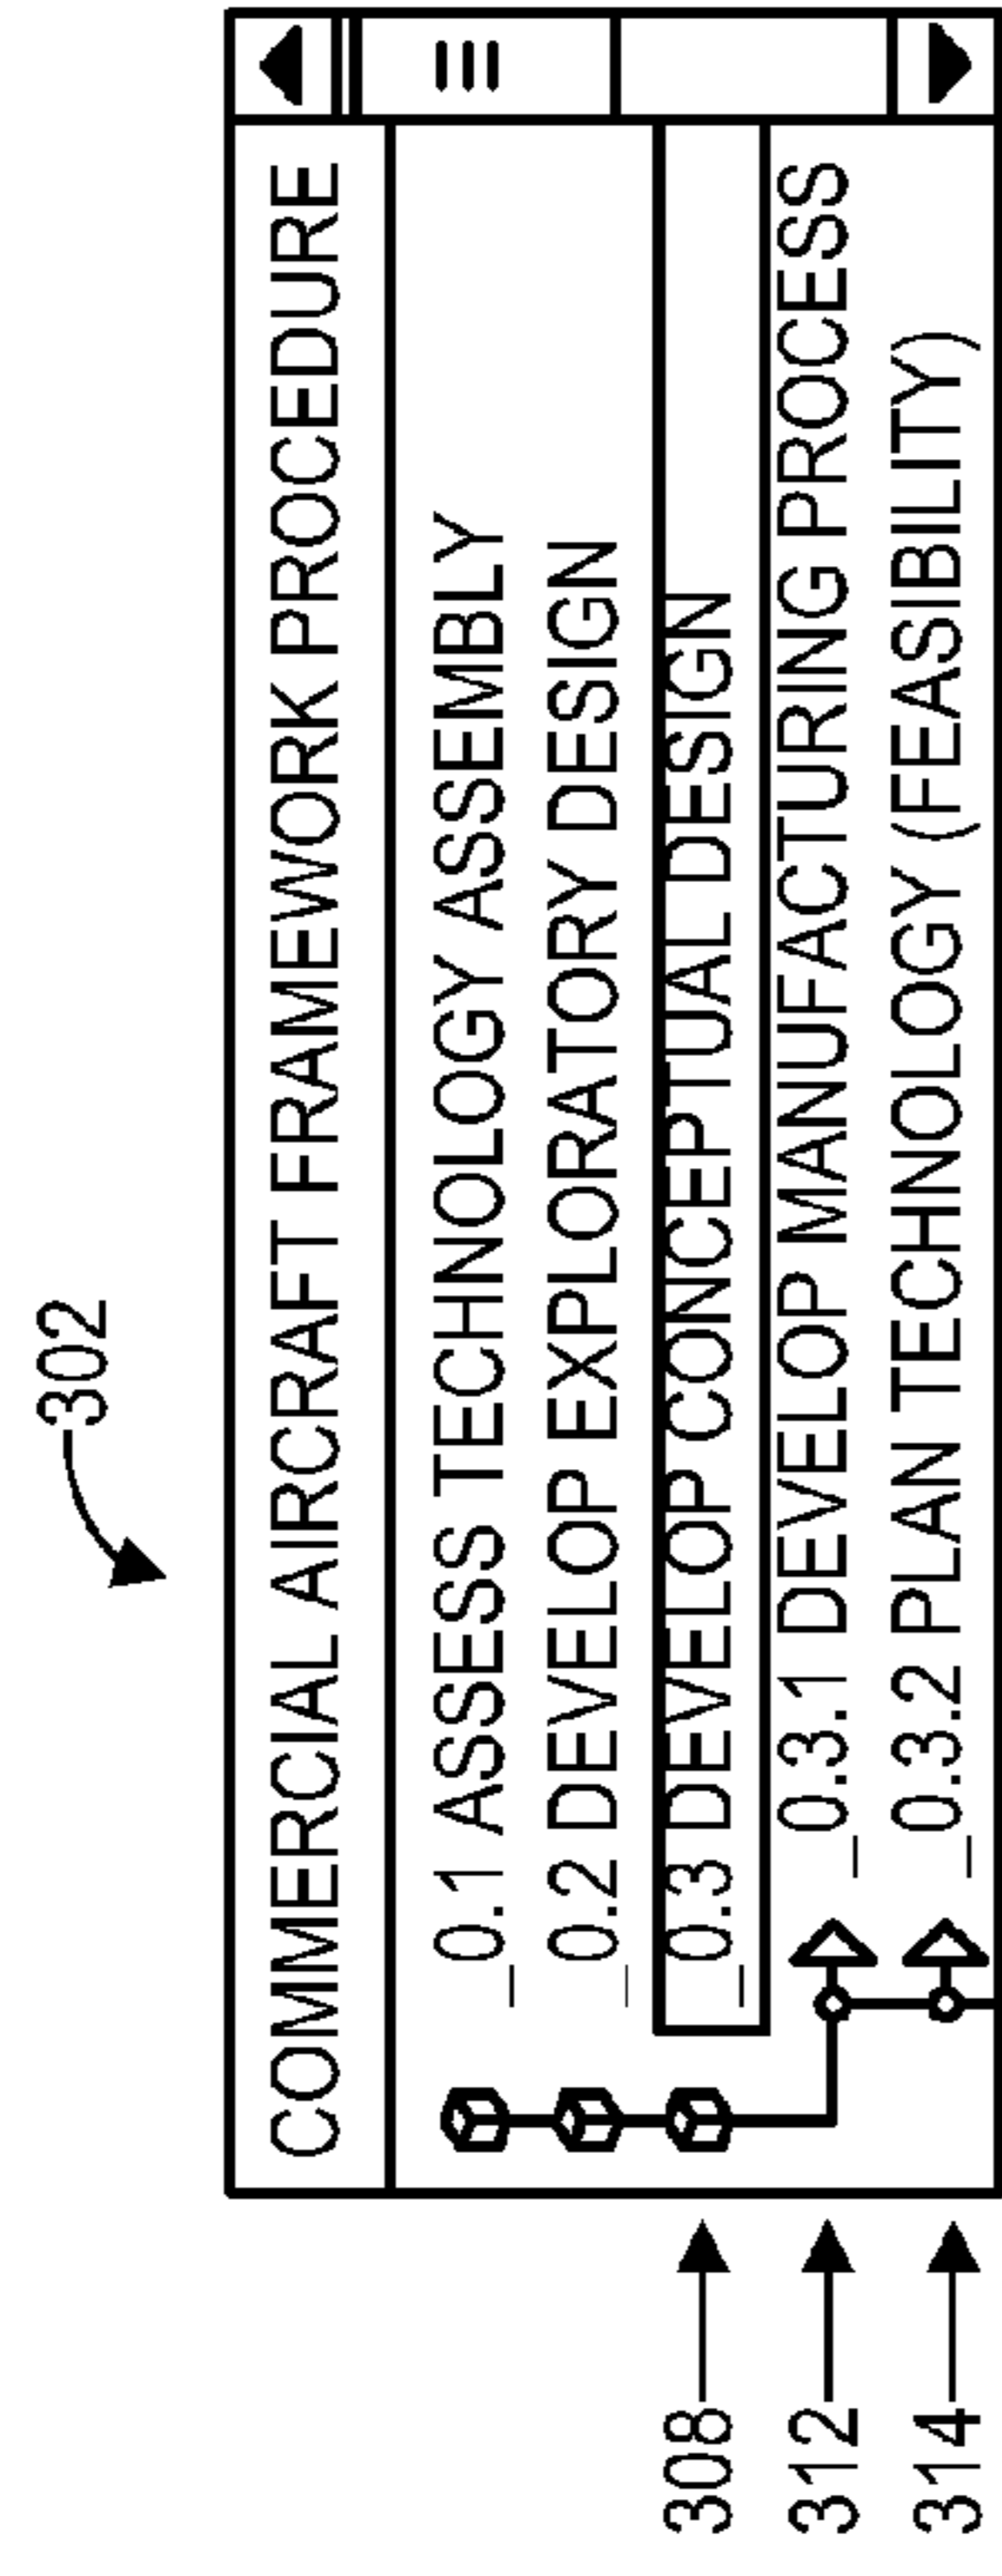 302
COMMERCIAL AIRCRAFT FRAMEWORK PROCEDURE
_0.1 ASSESS TECHNOLOGY ASSEMBLY
_0.2 DEVELOP EXPLORATORY DESIGN
308
_0.3 DEVELOP CONCEPTUAL DESIGN
312
_0.3.1 DEVELOP MANUFACTURING PROCESS
314
_0.3.2 PLAN TECHNOLOGY (FEASIBILITY)